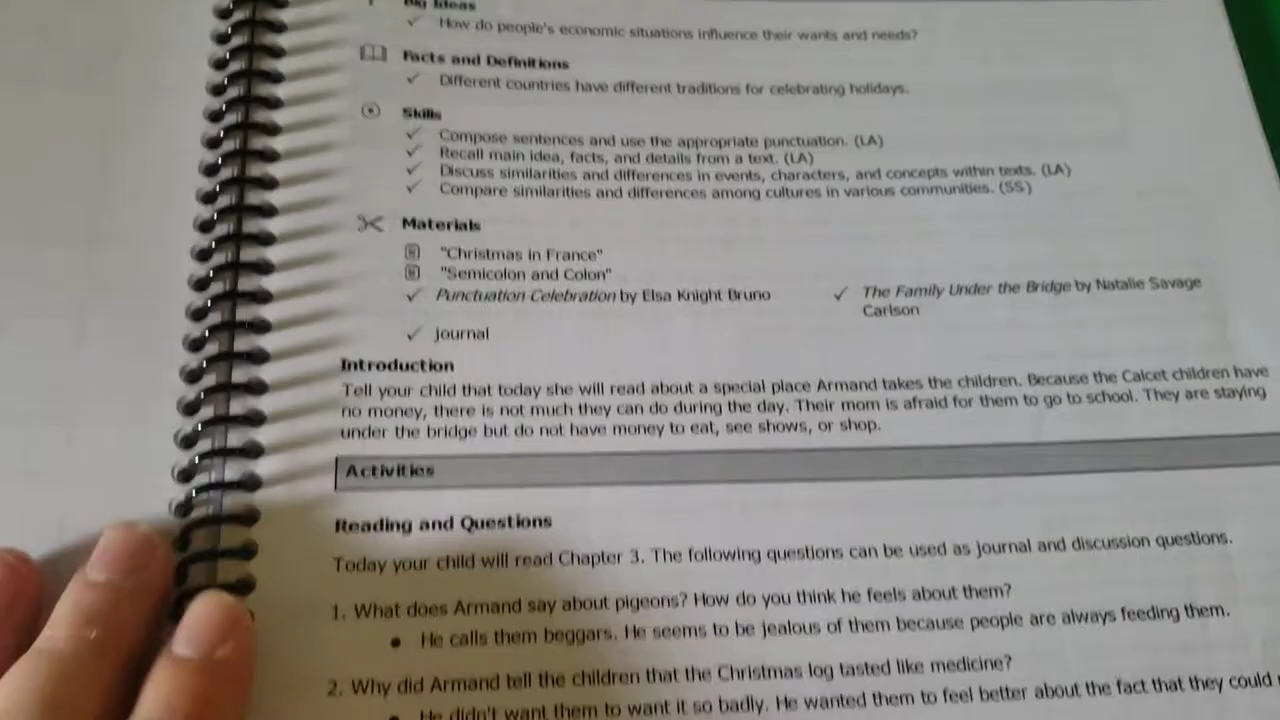 Big Ideas
How do people's economic situations influence their wants and needs?
Facts and Definitions
Different countries have different traditions for celebrating holidays.
Skills
Compose sentences and use the appropriate punctuation. (LA)
Recall main idea, facts, and details from a text. (LA)
Discuss similarities and differences in events, characters, and concepts within texts. (LA)
Compare similarities and differences among cultures in various communities. (SS)
Materials
"Christmas in France"
"Semicolon and Colon"
Punctuation Celebration by Elsa Knight Bruno
The Family Under the Bridge by Natalie Savage
Carlson
journal
Introduction
Tell your child that today she will read about a special place Armand takes the children. Because the Calcet children have
no money, there is not much they can do during the day. Their mom is afraid for them to go to school. They are staying
under the bridge but do not have money to eat, see shows, or shop.
Activities
Reading and Questions
Today your child will read Chapter 3. The following questions can be used as journal and discussion questions.
1. What does Armand say about pigeons? How do you think he feels about them?
He calls them beggars. He seems to be jealous of them because people are always feeding them.
2. Why did Armand tell the children that the Christmas log tasted like medicine?
He didn't want them to want it so badly. He wanted them to feel better about the fact that they could